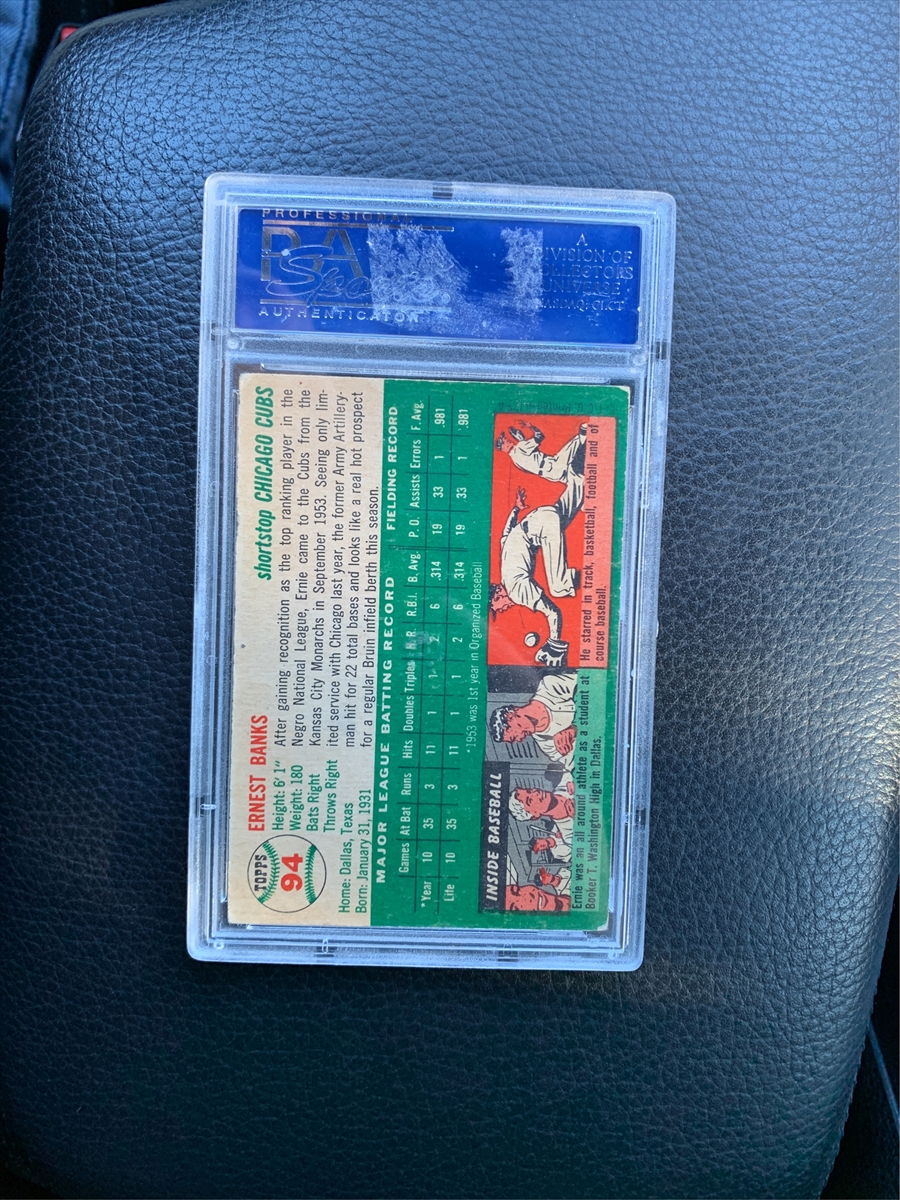 PROFESSIONAL
AUTHENTICATOR
A
DIVISION OF
COLLECTORS
UNIVERSE
NASDAQ: CLCT
TOPPS
94
ERNEST BANKS
shortstop CHICAGO CUBS
Height: 6'1"
Weight: 180
Bats Right
Throws Right
Home: Dallas, Texas
Born: January 31, 1931
After gaining recognition as the top ranking player in the
Negro National League, Ernie came to the Cubs from the
Kansas City Monarchs in September 1953. Seeing only lim-
ited service with Chicago last year, the former Army Artillery-
man hit for 22 total bases and looks like a real hot prospect
for a regular Bruin infield berth this season.
MAJOR LEAGUE BATTING RECORD FIELDING RECORD
Games At Bat Runs Hits Doubles Triples H.R. R.B.I. B. Avg. P.O. Assists Errors F. Avg.
*Year 10 35 3 11 1 1 2 6 .314 19 33 1 .981
Life 10 35 3 11 1 1 2 6 .314 19 33 1 .981
*1953 was 1st year in Organized Baseball
INSIDE BASEBALL
Ernie was an all around athlete as a student at
Booker T. Washington High in Dallas.
He starred in track, basketball, football and of
course baseball.